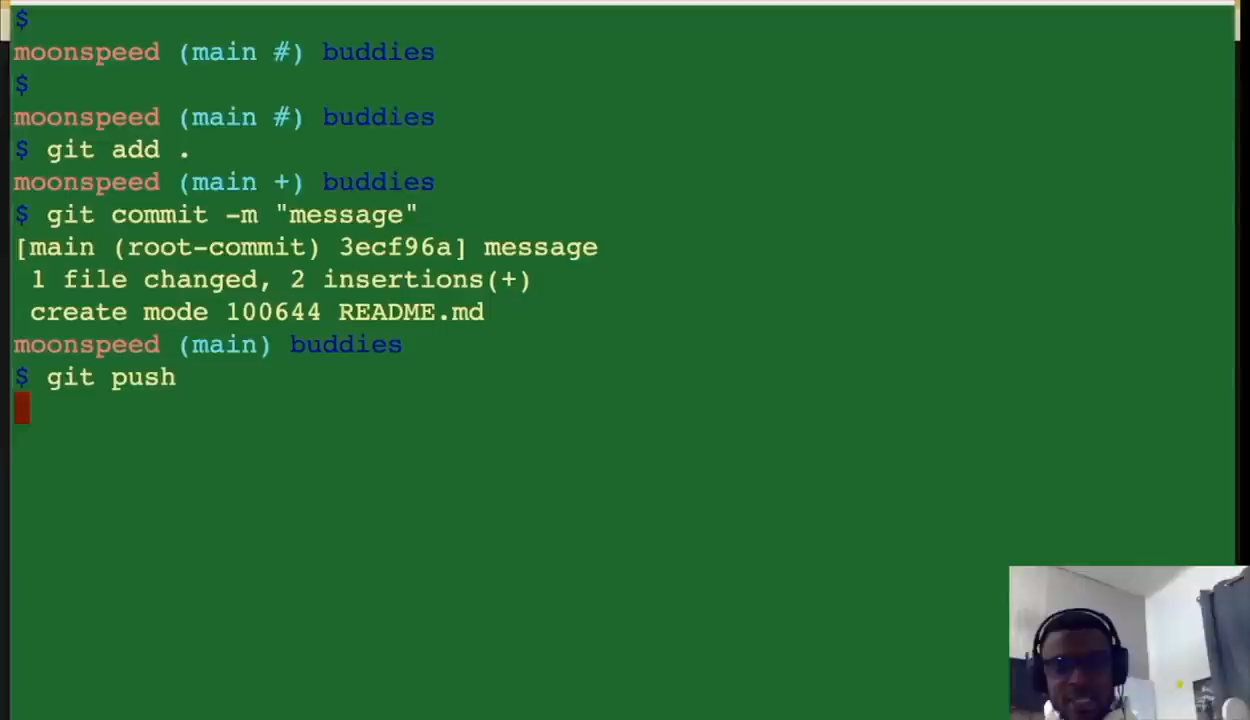 $
moonspeed (main #) buddies
$
moonspeed (main #) buddies
$ git add .
moonspeed (main +) buddies
$ git commit -m "message"
[main (root-commit) 3ecf96a] message
 1 file changed, 2 insertions(+)
 create mode 100644 README.md
moonspeed (main) buddies
$ git push